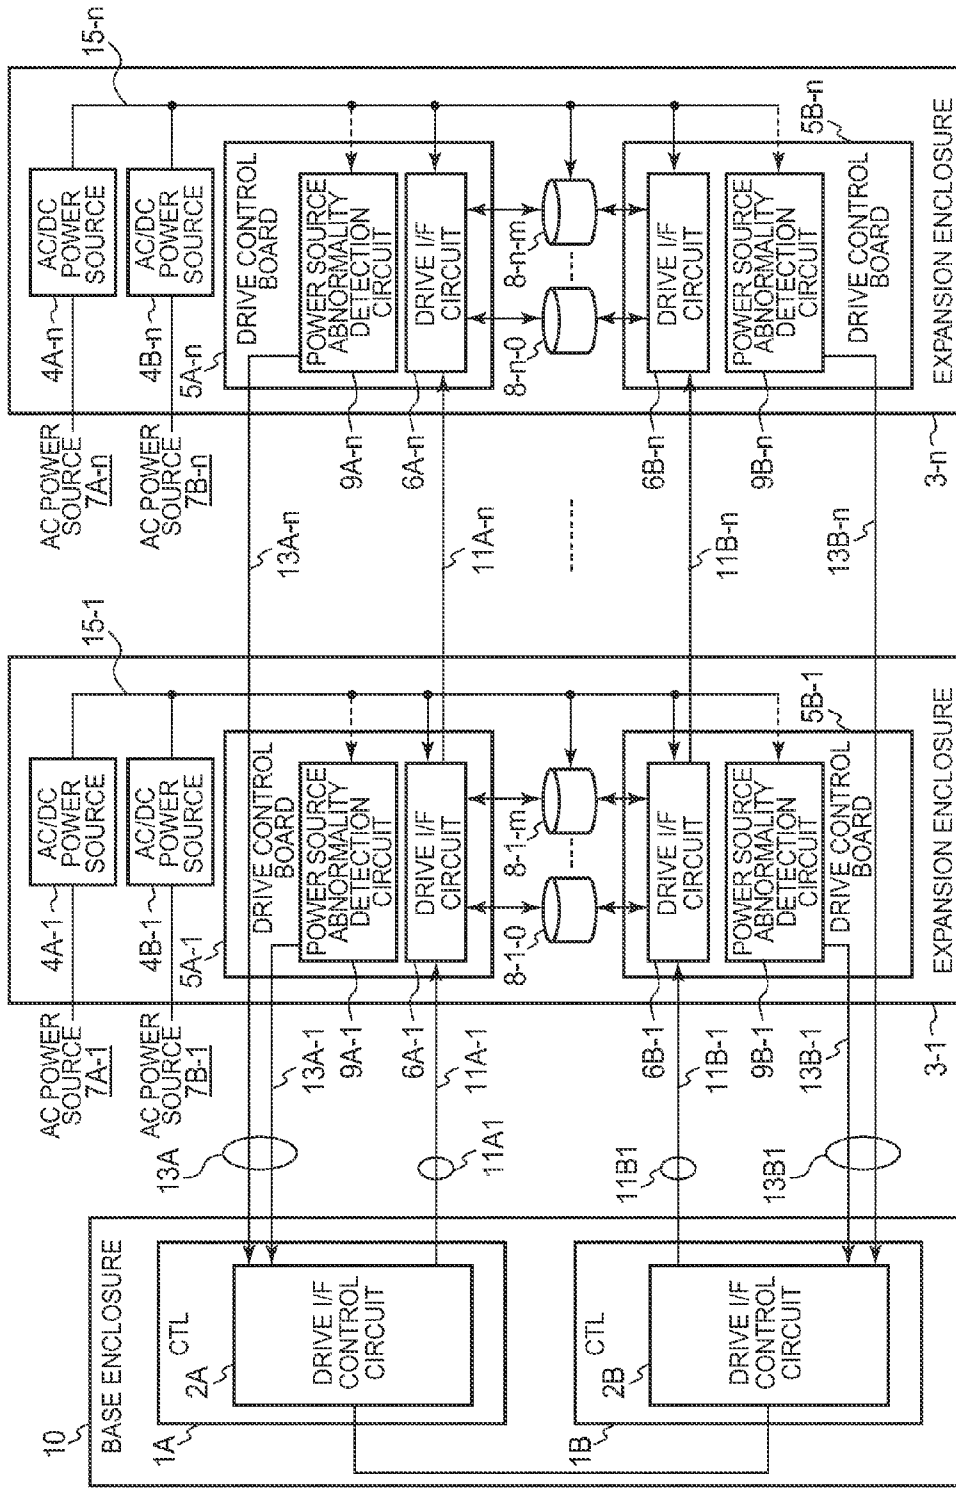 10
BASE ENCLOSURE
1A
CTL
2A
DRIVE I/F
CONTROL
CIRCUIT
1B
CTL
2B
DRIVE I/F
CONTROL
CIRCUIT
13A
11A1
11B1
13B1
AC POWER
SOURCE
7A-1
AC POWER
SOURCE
7B-1
13A-1
9A-1
6A-1
11A-1
6B-1
11B-1
9B-1
13B-1
3-1
4A-1
AC/DC
POWER
SOURCE
4B-1
AC/DC
POWER
SOURCE
15-1
5A-1
DRIVE CONTROL
BOARD
POWER SOURCE
ABNORMALITY
DETECTION
CIRCUIT
DRIVE I/F
CIRCUIT
8-1-0
8-1-m
DRIVE I/F
CIRCUIT
POWER SOURCE
ABNORMALITY
DETECTION
CIRCUIT
DRIVE CONTROL
BOARD
5B-1
EXPANSION ENCLOSURE
AC POWER
SOURCE
7A-n
AC POWER
SOURCE
7B-n
13A-n
9A-n
6A-n
11A-n
6B-n
11B-n
9B-n
13B-n
3-n
4A-n
AC/DC
POWER
SOURCE
4B-n
AC/DC
POWER
SOURCE
15-n
5A-n
DRIVE CONTROL
BOARD
POWER SOURCE
ABNORMALITY
DETECTION
CIRCUIT
DRIVE I/F
CIRCUIT
8-n-0
8-n-m
DRIVE I/F
CIRCUIT
POWER SOURCE
ABNORMALITY
DETECTION
CIRCUIT
DRIVE CONTROL
BOARD
5B-n
EXPANSION ENCLOSURE